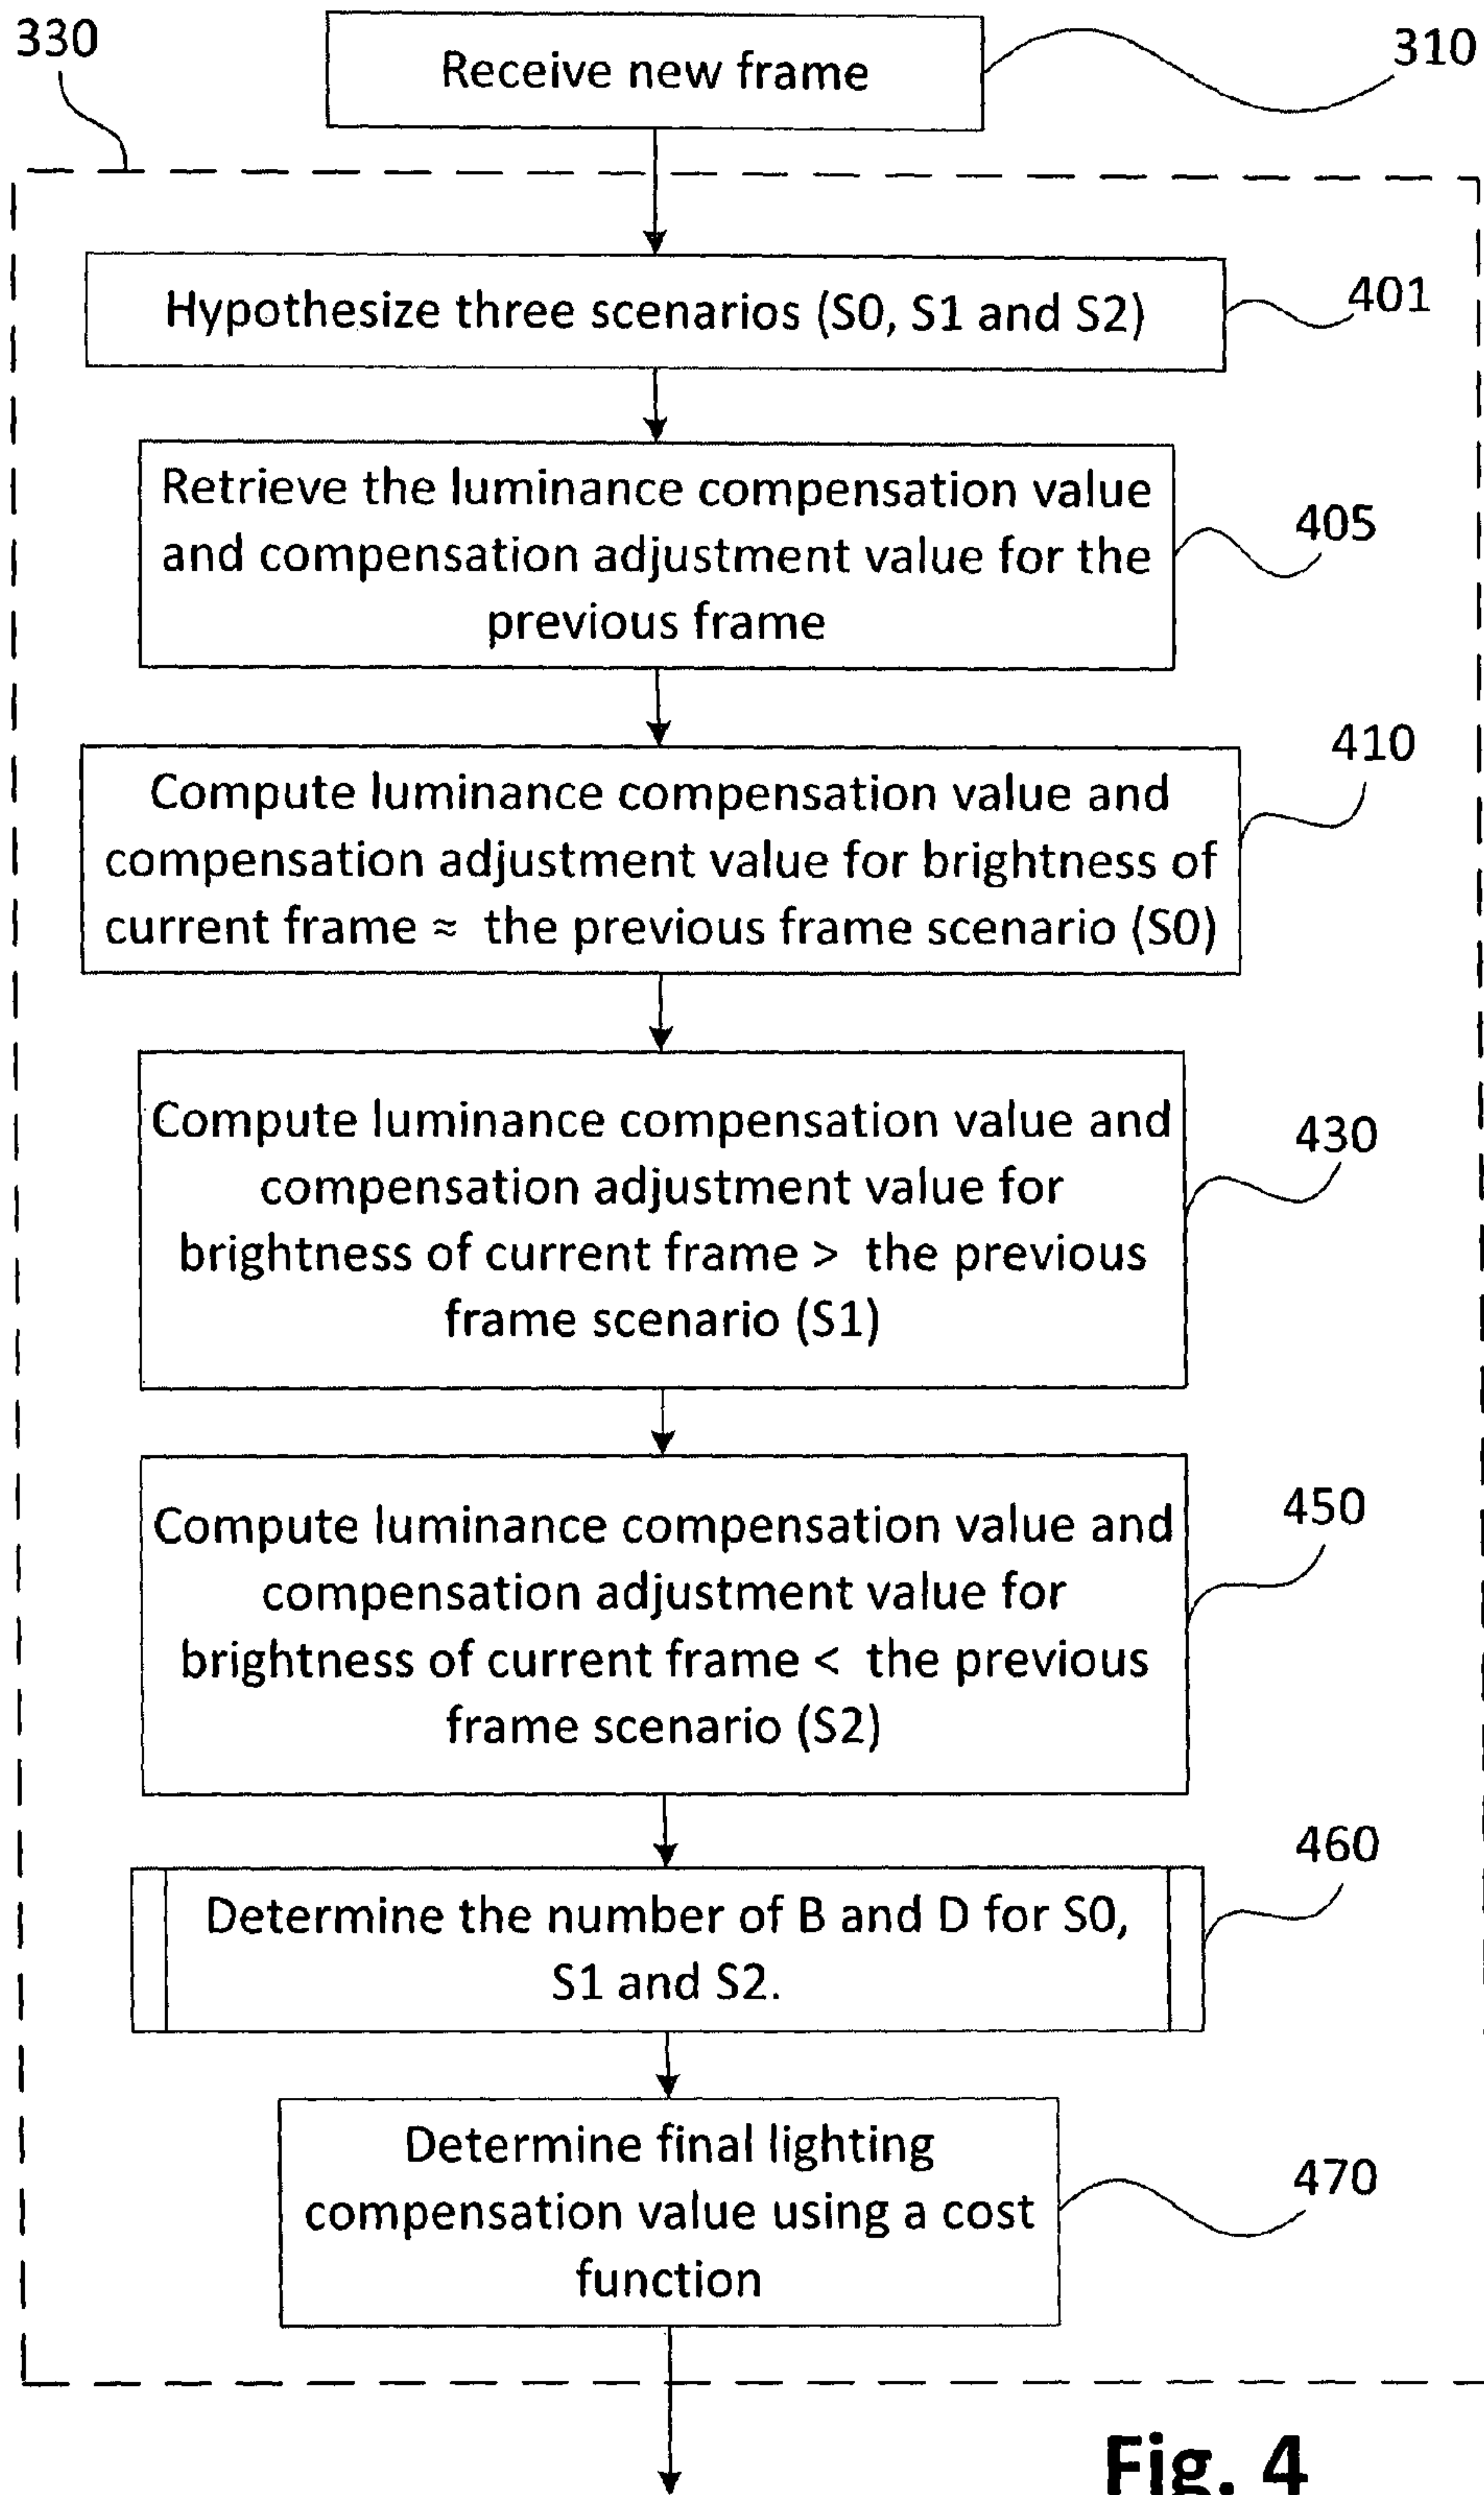 330
Receive new frame
310
Hypothesize three scenarios (S0, S1 and S2)
401
Retrieve the luminance compensation value
and compensation adjustment value for the
previous frame
405
410
Compute luminance compensation value and
compensation adjustment value for brightness of
current frame ≈ the previous frame scenario (S0)
Compute luminance compensation value and
compensation adjustment value for
brightness of current frame > the previous
frame scenario (S1)
430
Compute luminance compensation value and
compensation adjustment value for
brightness of current frame < the previous
frame scenario (S2)
450
460
Determine the number of B and D for S0,
S1 and S2.
Determine final lighting
compensation value using a cost
function
470
Fig. 4